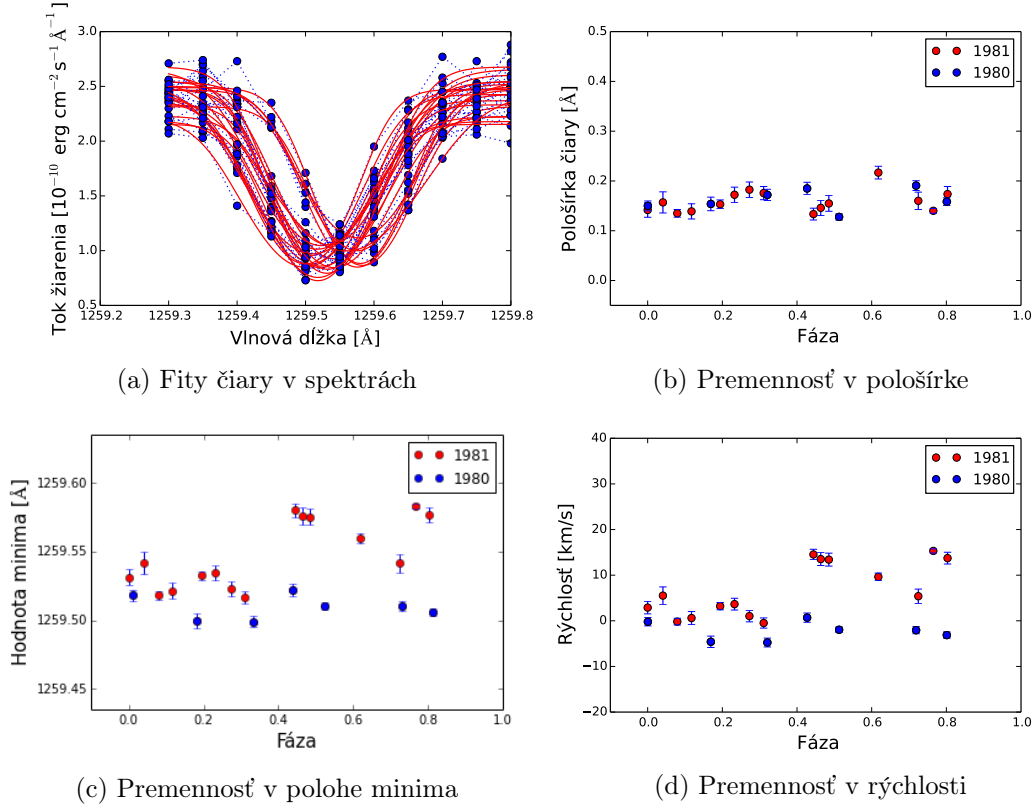 3.0
2.5
2.0
1.5
1.0
0.5
1259.2 1259.3 1259.4 1259.5 1259.6 1259.7 1259.8
Tok žiarenia [10⁻¹⁰ erg cm⁻² s⁻¹ Å⁻¹]
Vlnová dĺžka [Å]
(a) Fity čiary v spektrách
0.5
0.4
0.3
0.2
0.1
0.0
0.0 0.2 0.4 0.6 0.8 1.0
Pološírka čiary [Å]
Fáza
1981
1980
(b) Premennosť v pološírke
1259.60
1259.55
1259.50
1259.45
0.0 0.2 0.4 0.6 0.8 1.0
Hodnota minima [Å]
Fáza
1981
1980
(c) Premennosť v polohe minima
40
30
20
10
0
−10
−20
0.0 0.2 0.4 0.6 0.8 1.0
Rýchlosť [km/s]
Fáza
1981
1980
(d) Premennosť v rýchlosti